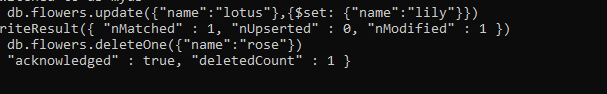 db.flowers.update({"name":"lotus"},{$set: {"name":"lily"}})
riteResult({ "nMatched" : 1, "nUpserted" : 0, "nModified" : 1 })
db.flowers.deleteOne({"name":"rose"})
"acknowledged" : true, "deletedCount" : 1 }